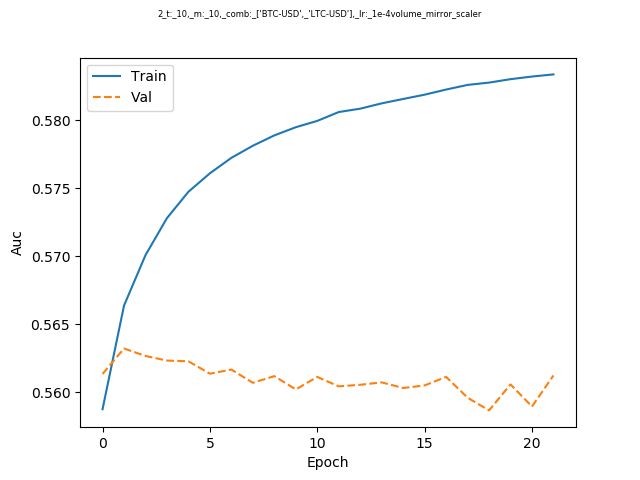 2_t:_10,_m:_10,_comb:_['BTC-USD',_'LTC-USD'],_lr:_1e-4volume_mirror_scaler
Train
Val
0.580
0.575
0.570
0.565
0.560
Auc
0 5 10 15 20
Epoch